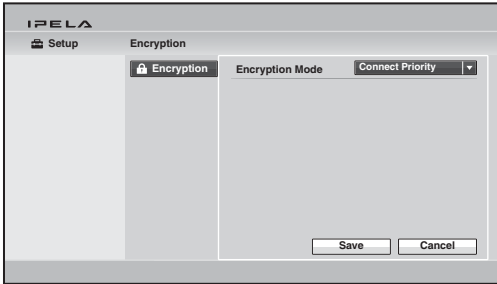 IPELA
Setup Encryption
Encryption Encryption Mode Connect Priority
Save Cancel